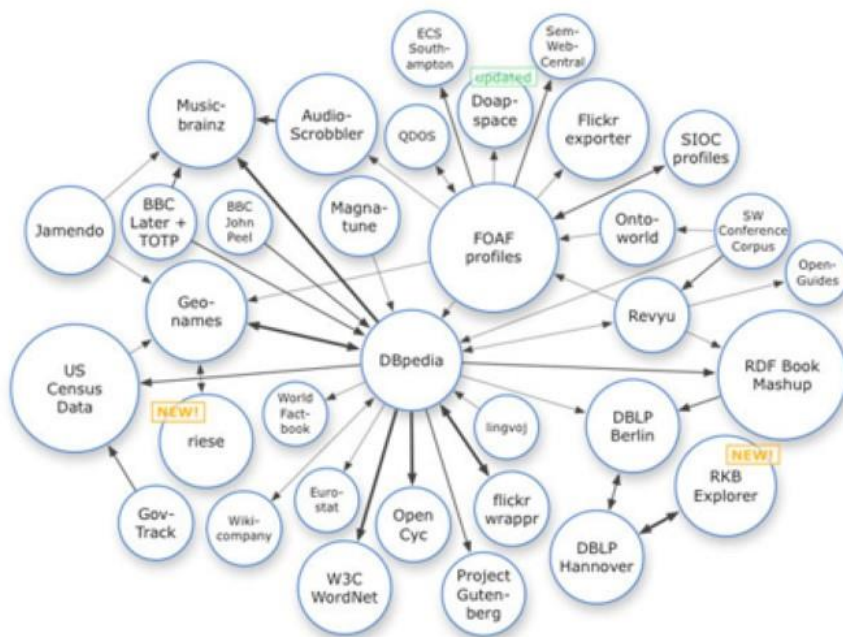 ECS
South-
ampton
Sem-
Web-
Central
updated
Doap-
space
Music-
brainz
Audio-
Scrobbler
QDOS
Flickr
exporter
SIOC
profiles
Jamendo
BBC
Later +
TOTP
BBC
John
Peel
Magna-
tune
FOAF
profiles
Onto-
world
SW
Conference
Corpus
Open-
Guides
Geo-
names
Revyu
DBpedia
US
Census
Data
RDF Book
Mashup
NEW!
riese
World
Fact-
book
lingvoj
DBLP
Berlin
NEW!
RKB
Explorer
Gov-
Track
Wiki-
company
Euro-
stat
Open
Cyc
flickr
wrappr
DBLP
Hannover
W3C
WordNet
Project
Guten-
berg